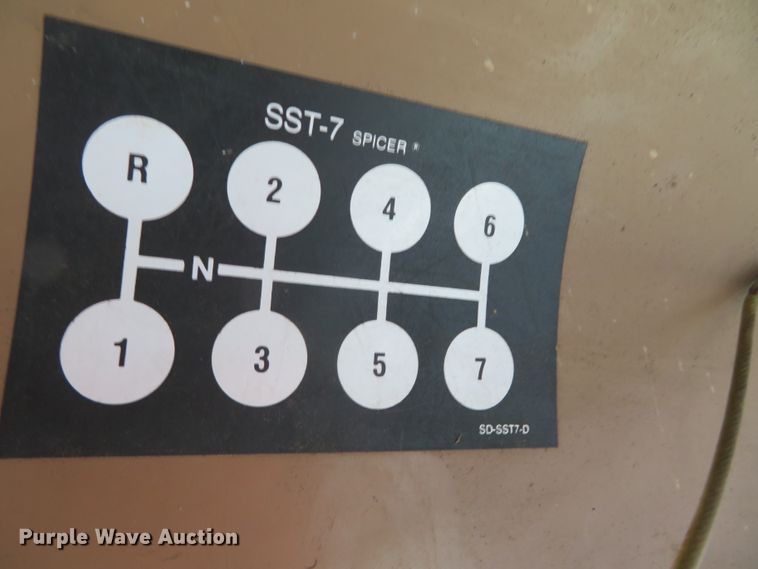 SST-7 SPICER®
R 2 4 6
N
1 3 5 7
SD-SST7-D
Purple Wave Auction